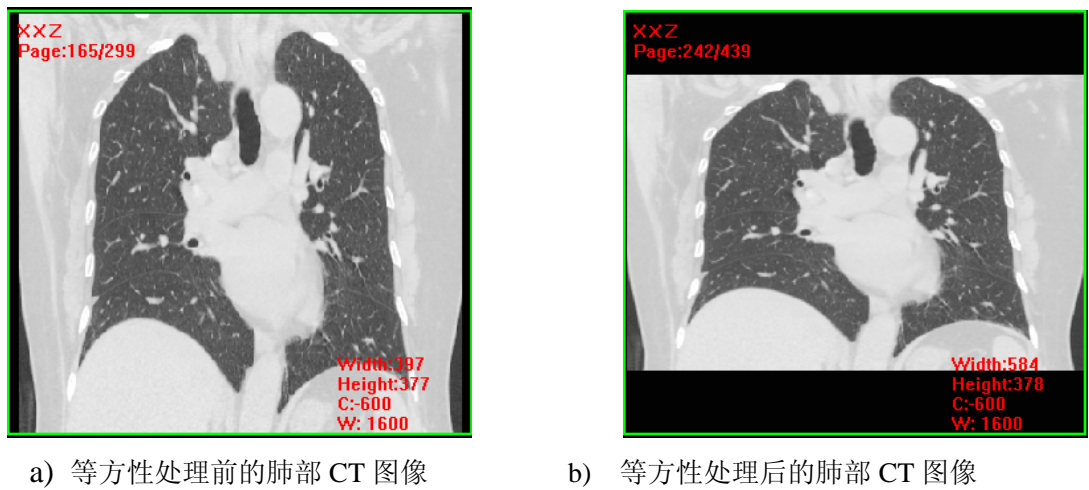 XXZ
Page:165/299
Width:397
Height:377
C:-600
W: 1600
XXZ
Page:242/439
Width:584
Height:378
C:-600
W: 1600
a) 等方性处理前的肺部 CT 图像
b) 等方性处理后的肺部 CT 图像